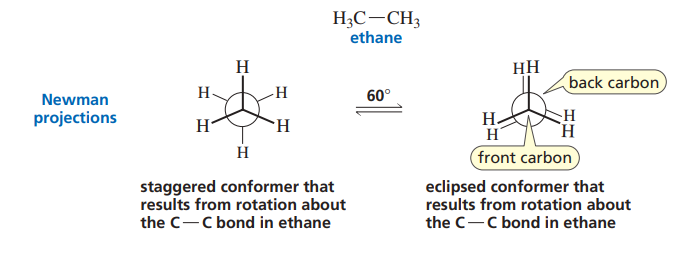 H₃C—CH₃
ethane
Newman
projections
H
H H
H H
H
60°
HH
back carbon
H H
H H
front carbon
staggered conformer that
results from rotation about
the C—C bond in ethane
eclipsed conformer that
results from rotation about
the C—C bond in ethane